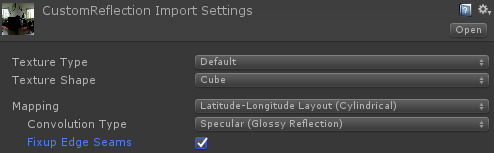 CustomReflection Import Settings
Open
Texture Type Default
Texture Shape Cube
Mapping Latitude-Longitude Layout (Cylindrical)
Convolution Type Specular (Glossy Reflection)
Fixup Edge Seams